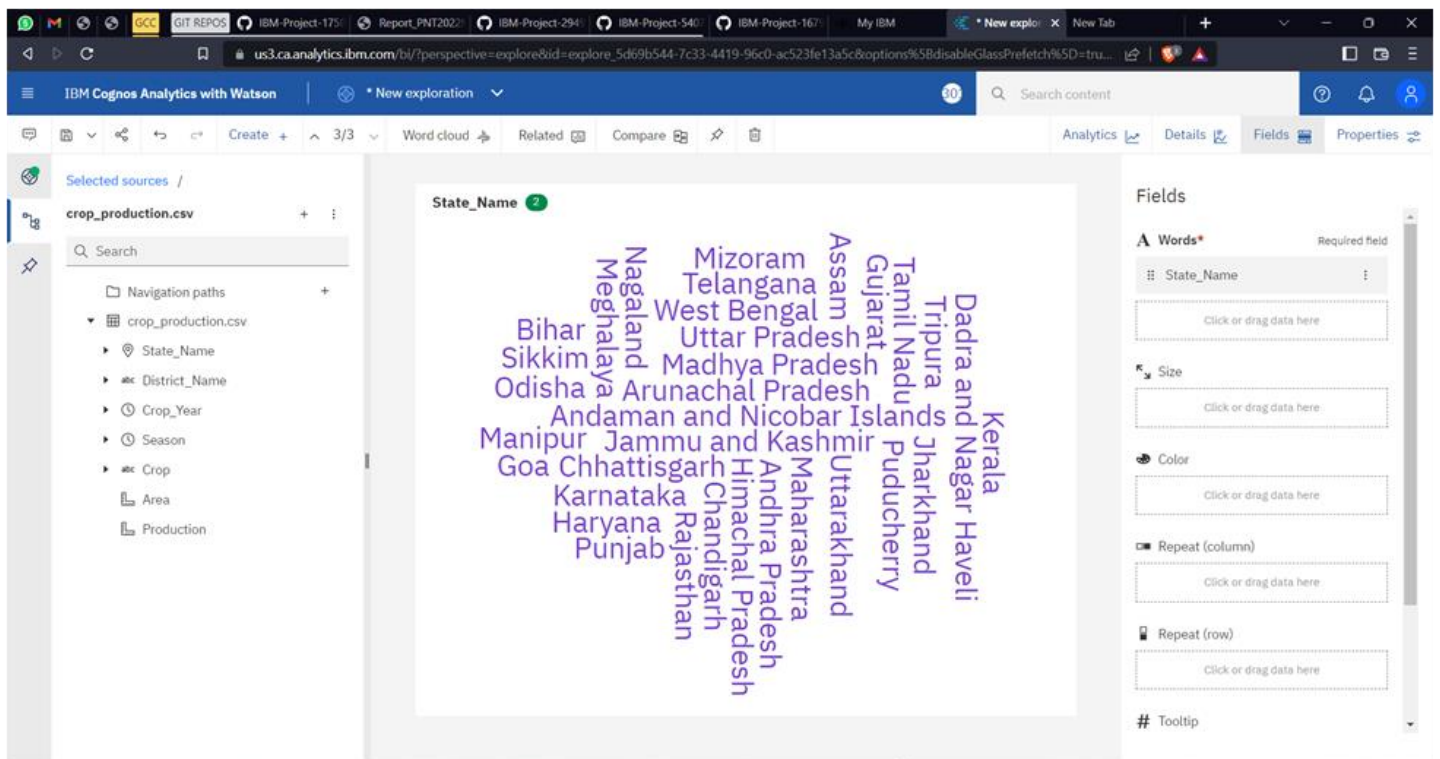 GCC
GIT REPOS
IBM-Project-175
Report_PNT2022
IBM-Project-294
IBM-Project-540
IBM-Project-167
My IBM
* New explor
New Tab
us3.ca.analytics.ibm.com/bi/?perspective=explore&id=explore_5d69b544-7c33-4419-96c0-ac523fe13a5c&options%5BdisableGlassPrefetch%5D=tru...
IBM Cognos Analytics with Watson
* New exploration
30
Search content
Create +
3/3
Word cloud
Related
Compare
Analytics
Details
Fields
Properties
Selected sources /
crop_production.csv
Search
Navigation paths
crop_production.csv
State_Name
abc District_Name
Crop_Year
Season
abc Crop
Area
Production
State_Name 2
Mizoram
Telangana
West Bengal
Uttar Pradesh
Madhya Pradesh
Arunachal Pradesh
Andaman and Nicobar Islands
Jammu and Kashmir
Bihar
Sikkim
Odisha
Manipur
Goa
Chhattisgarh
Karnataka
Haryana
Punjab
Meghalaya
Nagaland
Assam
Gujarat
Tamil Nadu
Tripura
Dadra and Nagar Haveli
Kerala
Rajasthan
Chandigarh
Himachal Pradesh
Andhra Pradesh
Maharashtra
Uttarakhand
Puducherry
Jharkhand
Fields
A Words*
Required field
State_Name
Click or drag data here
Size
Click or drag data here
Color
Click or drag data here
Repeat (column)
Click or drag data here
Repeat (row)
Click or drag data here
# Tooltip